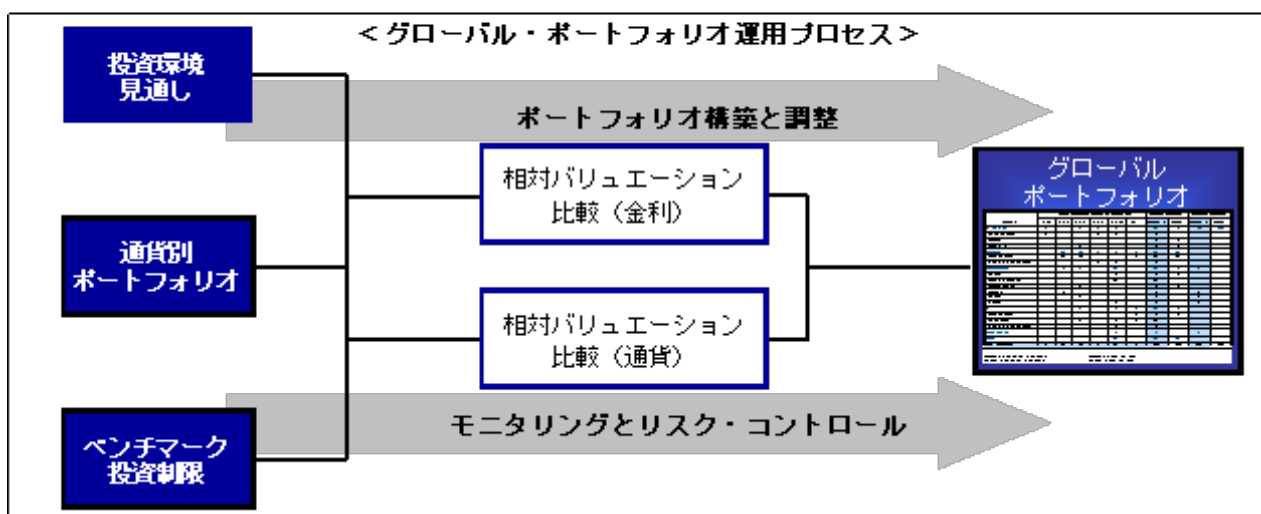 <グローバル・ポートフォリオ運用プロセス>
投資環境
見通し
ポートフォリオ構築と調整
相対バリュエーション
比較（金利）
グローバル
ポートフォリオ
通貨別
ポートフォリオ
相対バリュエーション
比較（通貨）
モニタリングとリスク・コントロール
ベンチマーク
投資制限